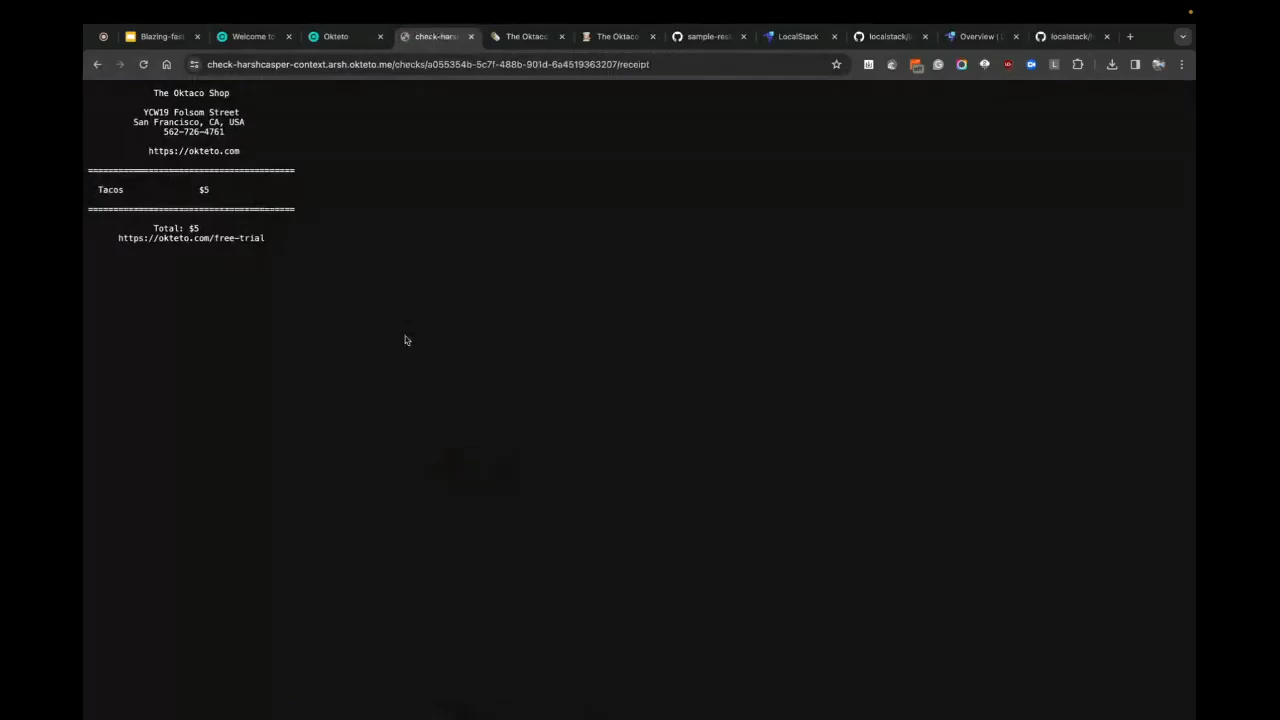 Blazing-fas
Welcome to
Okteto
check-harsh
The Oktaco
The Oktaco
sample-rest
LocalStack
localstack/l
Overview | L
localstack/
check-harshcasper-context.arsh.okteto.me/checks/a055354b-5c7f-488b-901d-6a4519363207/receipt
The Oktaco Shop
YCW19 Folsom Street
San Francisco, CA, USA
562-726-4761
https://okteto.com
=========================================
Tacos $5
=========================================
Total: $5
https://okteto.com/free-trial